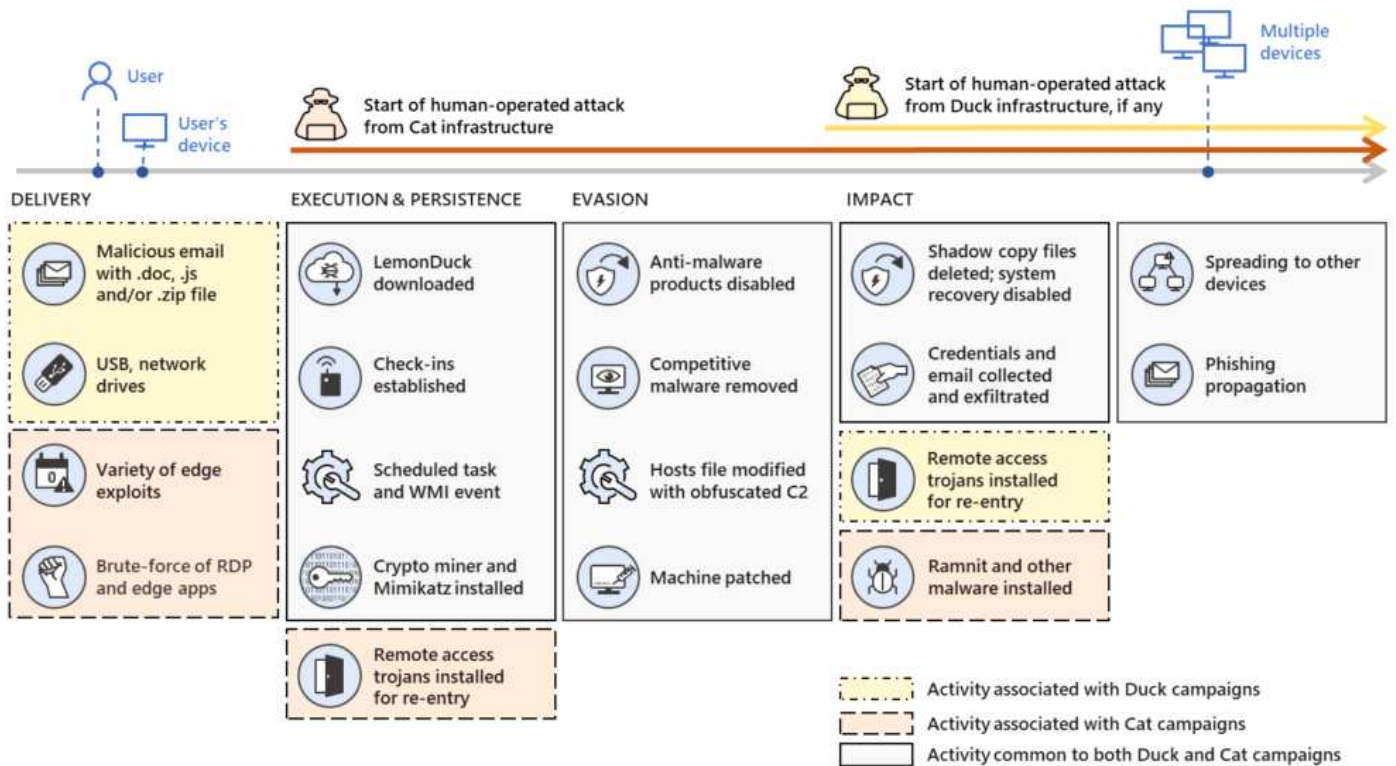 User
User's
device
Start of human-operated attack
from Cat infrastructure
Start of human-operated attack
from Duck infrastructure, if any
Multiple
devices
DELIVERY
Malicious email
with .doc, .js
and/or .zip file
USB, network
drives
Variety of edge
exploits
0
Brute-force of RDP
and edge apps
EXECUTION & PERSISTENCE
LemonDuck
downloaded
Check-ins
established
Scheduled task
and WMI event
Crypto miner and
Mimikatz installed
Remote access
trojans installed
for re-entry
EVASION
Anti-malware
products disabled
Competitive
malware removed
Hosts file modified
with obfuscated C2
Machine patched
IMPACT
Shadow copy files
deleted; system
recovery disabled
Credentials and
email collected
and exfiltrated
Remote access
trojans installed
for re-entry
Ramnit and other
malware installed
Spreading to other
devices
Phishing
propagation
Activity associated with Duck campaigns
Activity associated with Cat campaigns
Activity common to both Duck and Cat campaigns